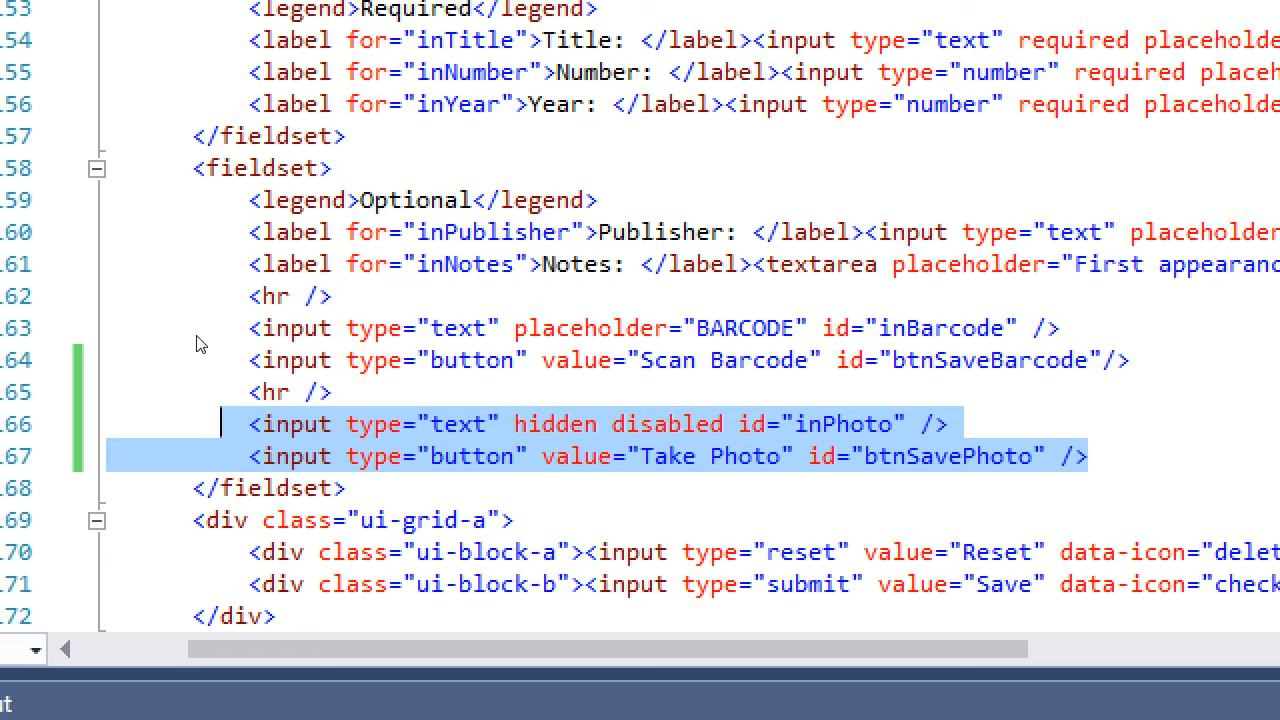 53 <legend>Required</legend>
54 <label for="inTitle">Title: </label><input type="text" required placeholde
55 <label for="inNumber">Number: </label><input type="number" required placeh
56 <label for="inYear">Year: </label><input type="number" required placeholde
57 </fieldset>
58 <fieldset>
59 <legend>Optional</legend>
60 <label for="inPublisher">Publisher: </label><input type="text" placeholder
61 <label for="inNotes">Notes: </label><textarea placeholder="First appearanc
62 <hr />
63 <input type="text" placeholder="BARCODE" id="inBarcode" />
64 <input type="button" value="Scan Barcode" id="btnSaveBarcode"/>
65 <hr />
66 <input type="text" hidden disabled id="inPhoto" />
67 <input type="button" value="Take Photo" id="btnSavePhoto" />
68 </fieldset>
69 <div class="ui-grid-a">
70 <div class="ui-block-a"><input type="reset" value="Reset" data-icon="delet
71 <div class="ui-block-b"><input type="submit" value="Save" data-icon="check
72 </div>
ut